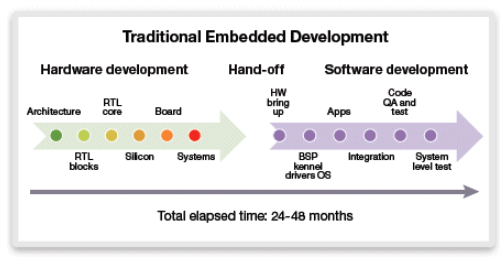 Traditional Embedded Development
Hardware development
Hand-off
Software development
Architecture
RTL
blocks
RTL
core
Silicon
Board
Systems
HW
bring
up
BSP
kernel
drivers OS
Apps
Integration
Code
QA and
test
System
level test
Total elapsed time: 24-48 months